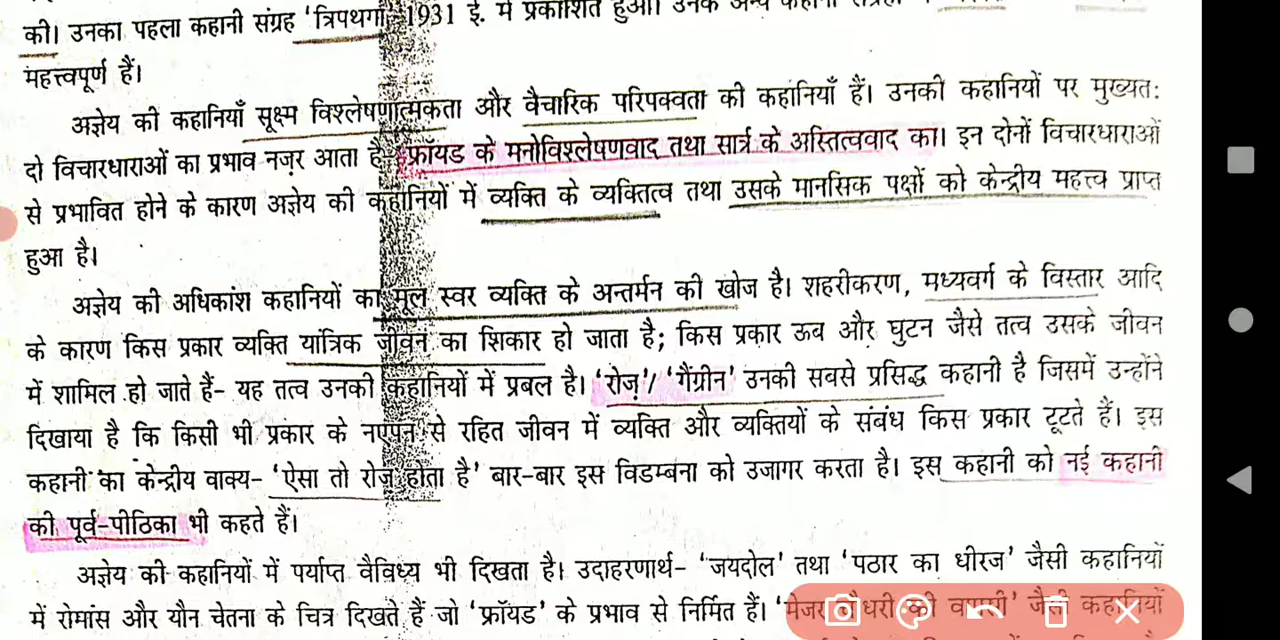 की। उनका पहला कहानी संग्रह 'त्रिपथगा' 1931 ई. में प्रकाशित हुआ। उनके अन्य कहानी
महत्त्वपूर्ण हैं।
अज्ञेय की कहानियाँ सूक्ष्म विश्लेषणात्मकता और वैचारिक परिपक्वता की कहानियाँ हैं। उनकी कहानियों पर मुख्यतः
दो विचारधाराओं का प्रभाव नज़र आता है- फ्रॉयड के मनोविश्लेषणवाद तथा सार्त्र के अस्तित्ववाद का। इन दोनों विचारधाराओं
से प्रभावित होने के कारण अज्ञेय की कहानियों में व्यक्ति के व्यक्तित्व तथा उसके मानसिक पक्षों को केन्द्रीय महत्त्व प्राप्त
हुआ है।
अज्ञेय की अधिकांश कहानियों का मूल स्वर व्यक्ति के अन्तर्मन की खोज है। शहरीकरण, मध्यवर्ग के विस्तार आदि
के कारण किस प्रकार व्यक्ति यांत्रिक जीवन का शिकार हो जाता है; किस प्रकार ऊब और घुटन जैसे तत्व उसके जीवन
में शामिल हो जाते हैं- यह तत्व उनकी कहानियों में प्रबल है। 'रोज़'/ 'गैंग्रीन' उनकी सबसे प्रसिद्ध कहानी है जिसमें उन्होंने
दिखाया है कि किसी भी प्रकार के नएपन से रहित जीवन में व्यक्ति और व्यक्तियों के संबंध किस प्रकार टूटते हैं। इस
कहानी का केन्द्रीय वाक्य- 'ऐसा तो रोज़ होता है' बार-बार इस विडम्बना को उजागर करता है। इस कहानी को नई कहानी
की पूर्व-पीठिका भी कहते हैं।
अज्ञेय की कहानियों में पर्याप्त वैविध्य भी दिखता है। उदाहरणार्थ- 'जयदोल' तथा 'पठार का धीरज' जैसी कहानियों
में रोमांस और यौन चेतना के चित्र दिखते हैं जो 'फ्रॉयड' के प्रभाव से निर्मित हैं। 'मेजर चौधरी की वापसी' जैसी कहानियों